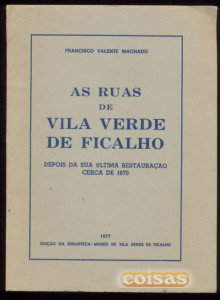 FRANCISCO VALENTE MACHADO
AS RUAS
DE
VILA VERDE
DE FICALHO
DEPOIS DA SUA ÚLTIMA RESTAURAÇÃO
CERCA DE 1670
1977
EDIÇÃO DA BIBLIOTECA-MUSEU DE VILA VERDE DE FICALHO
coisas